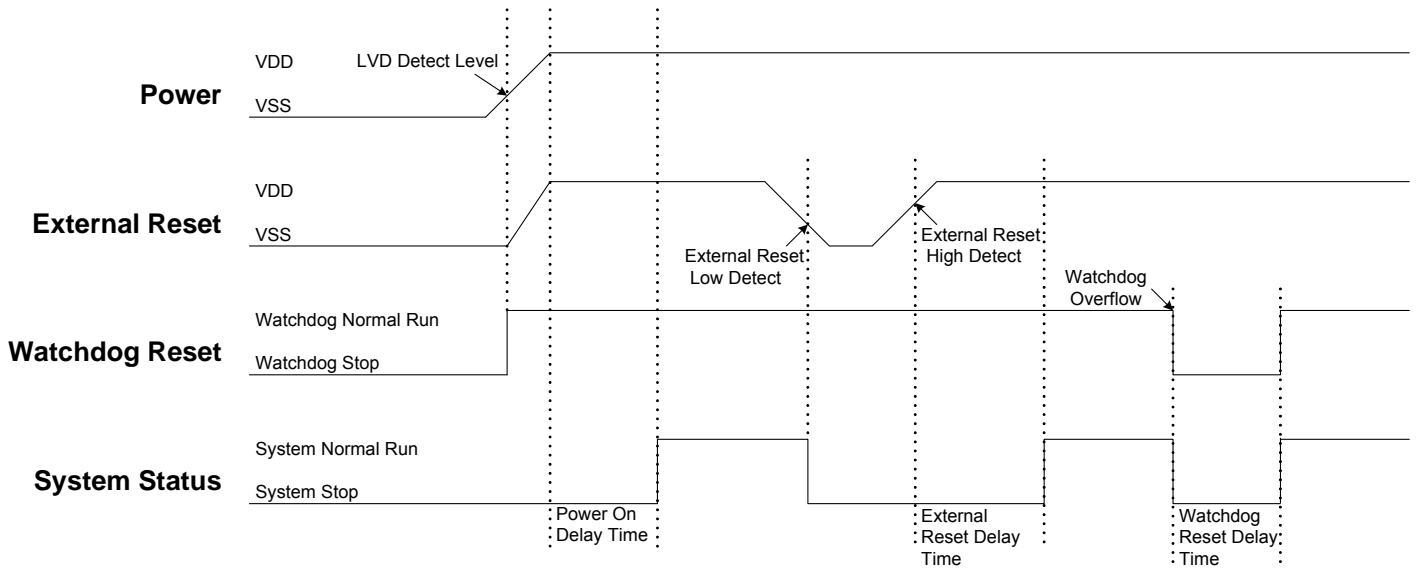 VDD
LVD Detect Level
Power
VSS
VDD
External Reset
VSS
External Reset
Low Detect
External Reset
High Detect
Watchdog
Overflow
Watchdog Normal Run
Watchdog Reset
Watchdog Stop
System Normal Run
System Status
System Stop
Power On
Delay Time
External
Reset Delay
Time
Watchdog
Reset Delay
Time